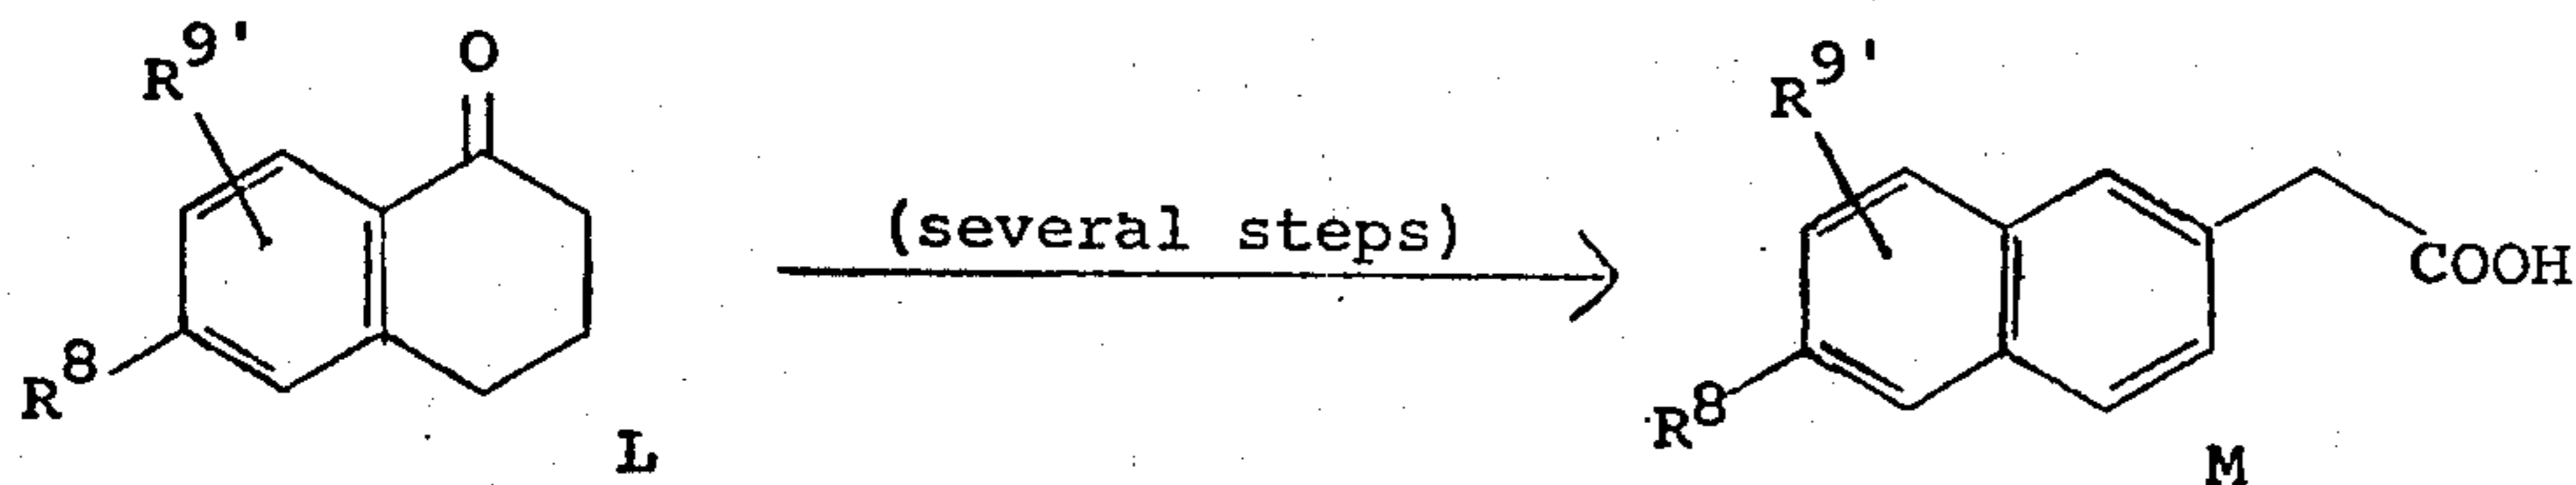 R9' O R9'
(several steps)
COOH
R8 R8
L M